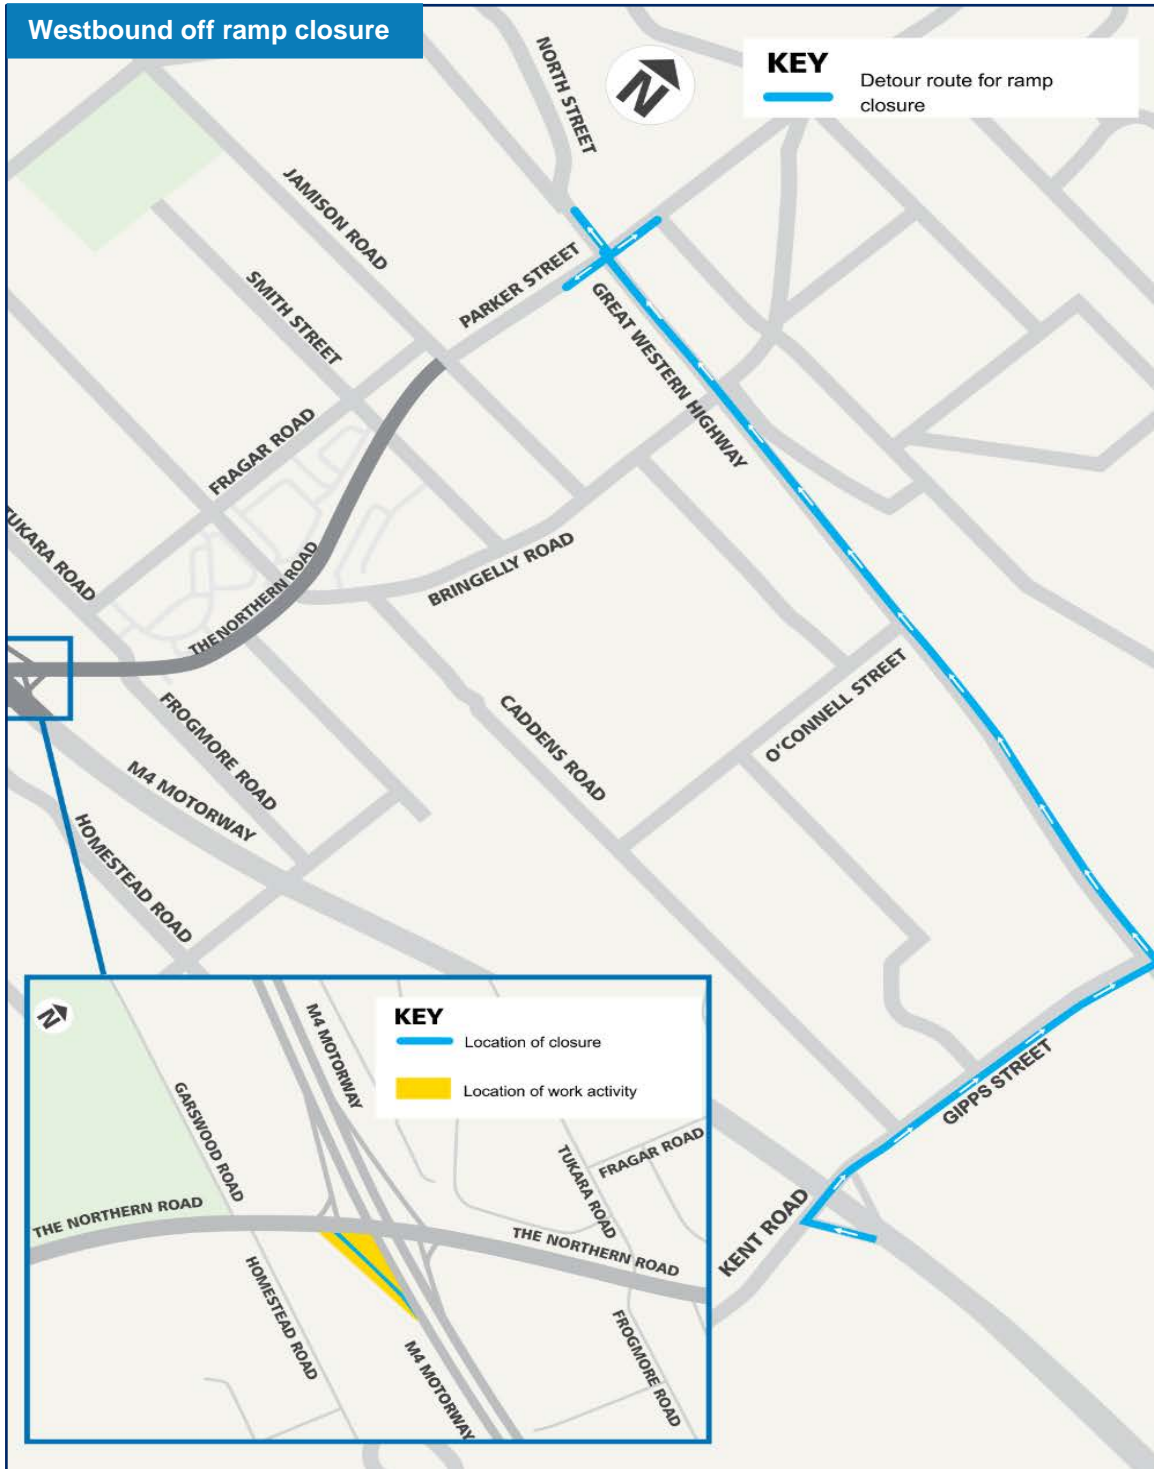 Westbound off ramp closure
NORTH STREET
N
KEY
Detour route for ramp
closure
JAMISON ROAD
SMITH STREET
PARKER STREET
GREAT WESTERN HIGHWAY
FRAGAR ROAD
TUKARA ROAD
THE NORTHERN ROAD
BRINGELLY ROAD
FROGMORE ROAD
CADDENS ROAD
O'CONNELL STREET
M4 MOTORWAY
HOMESTEAD ROAD
GIPPS STREET
KENT ROAD
N
M4 MOTORWAY
KEY
Location of closure
Location of work activity
GARSWOOD ROAD
TUKARA ROAD
FRAGAR ROAD
THE NORTHERN ROAD
THE NORTHERN ROAD
HOMESTEAD ROAD
M4 MOTORWAY
FROGMORE ROAD